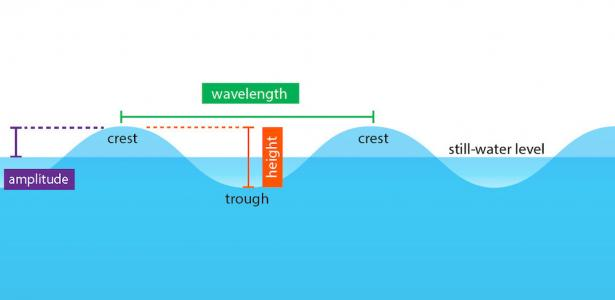 wavelength
crest
height
crest
still-water level
amplitude
trough